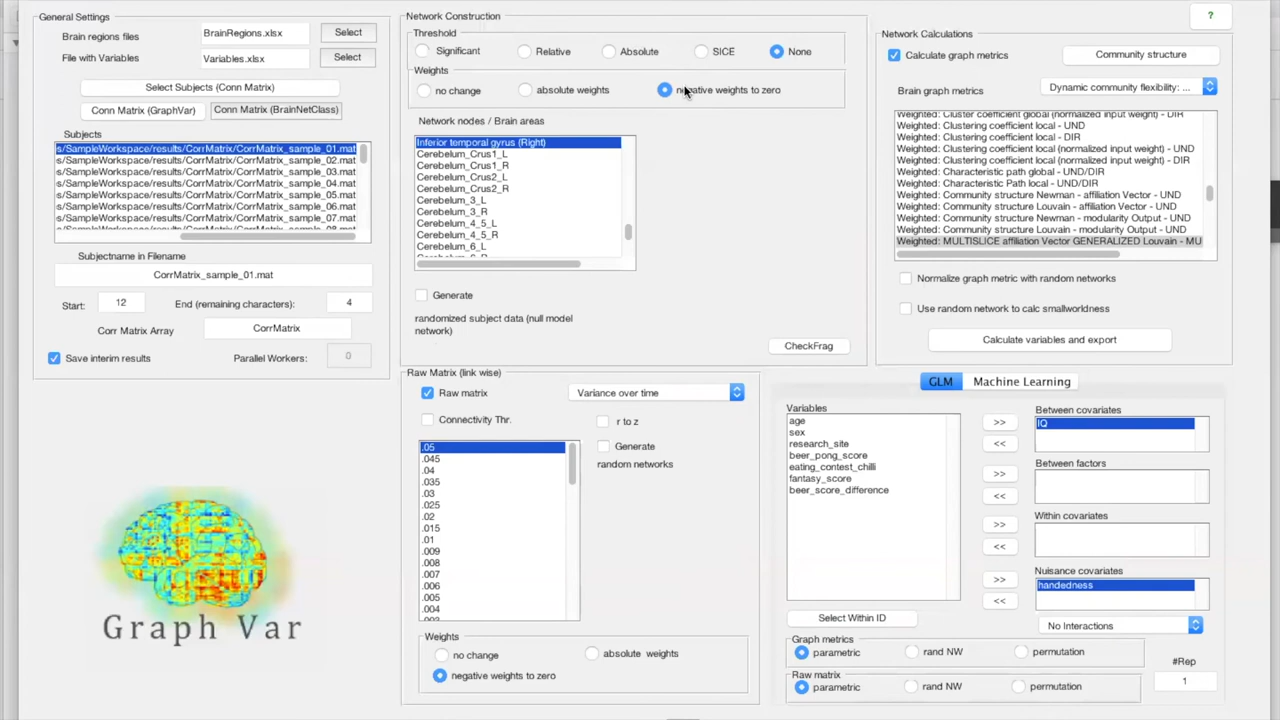 General Settings
Brain regions files
BrainRegions.xlsx
Select
File with Variables
Variables.xlsx
Select
Select Subjects (Conn Matrix)
Conn Matrix (GraphVar)
Conn Matrix (BrainNetClass)
Subjects
s/SampleWorkspace/results/CorrMatrix/CorrMatrix_sample_01.mat
s/SampleWorkspace/results/CorrMatrix/CorrMatrix_sample_02.mat
s/SampleWorkspace/results/CorrMatrix/CorrMatrix_sample_03.mat
s/SampleWorkspace/results/CorrMatrix/CorrMatrix_sample_04.mat
s/SampleWorkspace/results/CorrMatrix/CorrMatrix_sample_05.mat
s/SampleWorkspace/results/CorrMatrix/CorrMatrix_sample_06.mat
s/SampleWorkspace/results/CorrMatrix/CorrMatrix_sample_07.mat
Subjectname in Filename
CorrMatrix_sample_01.mat
Start:
12
End (remaining characters):
4
Corr Matrix Array
CorrMatrix
Save interim results
Parallel Workers:
0
Graph Var
Network Construction
Threshold
Significant
Relative
Absolute
SICE
None
Weights
no change
absolute weights
negative weights to zero
Network nodes / Brain areas
Inferior temporal gyrus (Right)
Cerebelum_Crus1_L
Cerebelum_Crus1_R
Cerebelum_Crus2_L
Cerebelum_Crus2_R
Cerebelum_3_L
Cerebelum_3_R
Cerebelum_4_5_L
Cerebelum_4_5_R
Cerebelum_6_L
Generate
randomized subject data (null model
network)
CheckFrag
Raw Matrix (link wise)
Raw matrix
Variance over time
Connectivity Thr.
r to z
.05
.045
.04
.035
.03
.025
.02
.015
.01
.009
.008
.007
.006
.005
.004
Generate
random networks
Weights
no change
absolute weights
negative weights to zero
?
Network Calculations
Calculate graph metrics
Community structure
Brain graph metrics
Dynamic community flexibility: ...
Weighted: Cluster coefficient global (normalized input weight) - DIR
Weighted: Clustering coefficient local - UND
Weighted: Clustering coefficient local - DIR
Weighted: Clustering coefficient local (normalized input weight) - UND
Weighted: Clustering coefficient local (normalized input weight) - DIR
Weighted: Characteristic path global - UND/DIR
Weighted: Characteristic Path local - UND/DIR
Weighted: Community structure Newman - affiliation Vector - UND
Weighted: Community structure Louvain - affiliation Vector - UND
Weighted: Community structure Newman - modularity Output - UND
Weighted: Community structure Louvain - modularity Output - UND
Weighted: MULTISLICE affiliation Vector GENERALIZED Louvain - MU
Normalize graph metric with random networks
Use random network to calc smallworldness
Calculate variables and export
GLM
Machine Learning
Variables
age
sex
research_site
beer_pong_score
eating_contest_chilli
fantasy_score
beer_score_difference
>>
<<
>>
<<
>>
<<
>>
<<
Between covariates
IQ
Between factors
Within covariates
Nuisance covariates
handedness
Select Within ID
No Interactions
Graph metrics
parametric
rand NW
permutation
Raw matrix
parametric
rand NW
permutation
#Rep
1